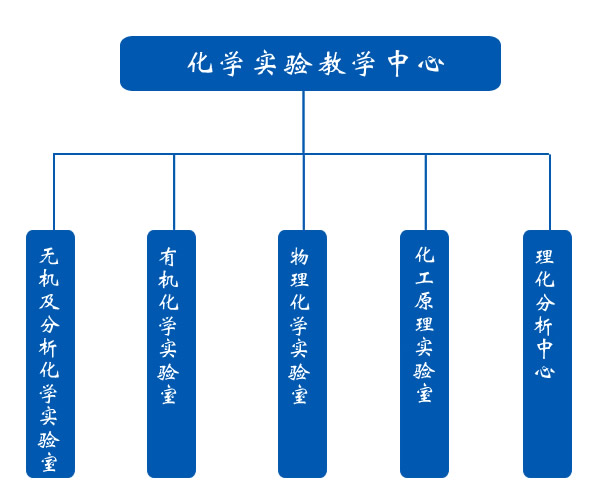 化学实验教学中心
无机及分析化学实验室
有机化学实验室
物理化学实验室
化工原理实验室
理化分析中心